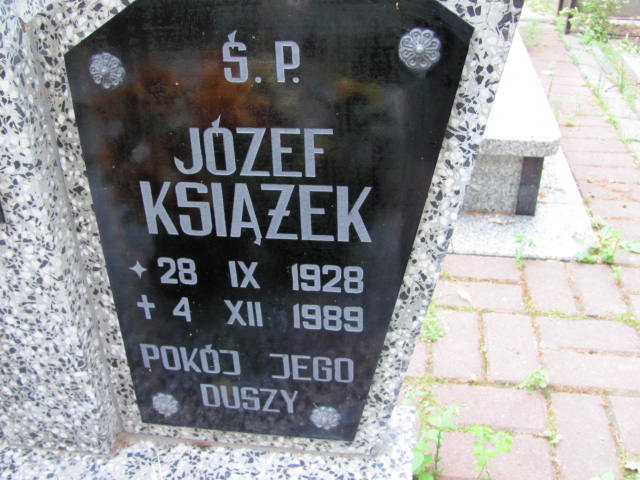 Ś. P.
JÓZEF
KSIĄŻEK
✦ 28 IX 1928
✝ 4 XII 1989
POKÓJ JEGO
DUSZY